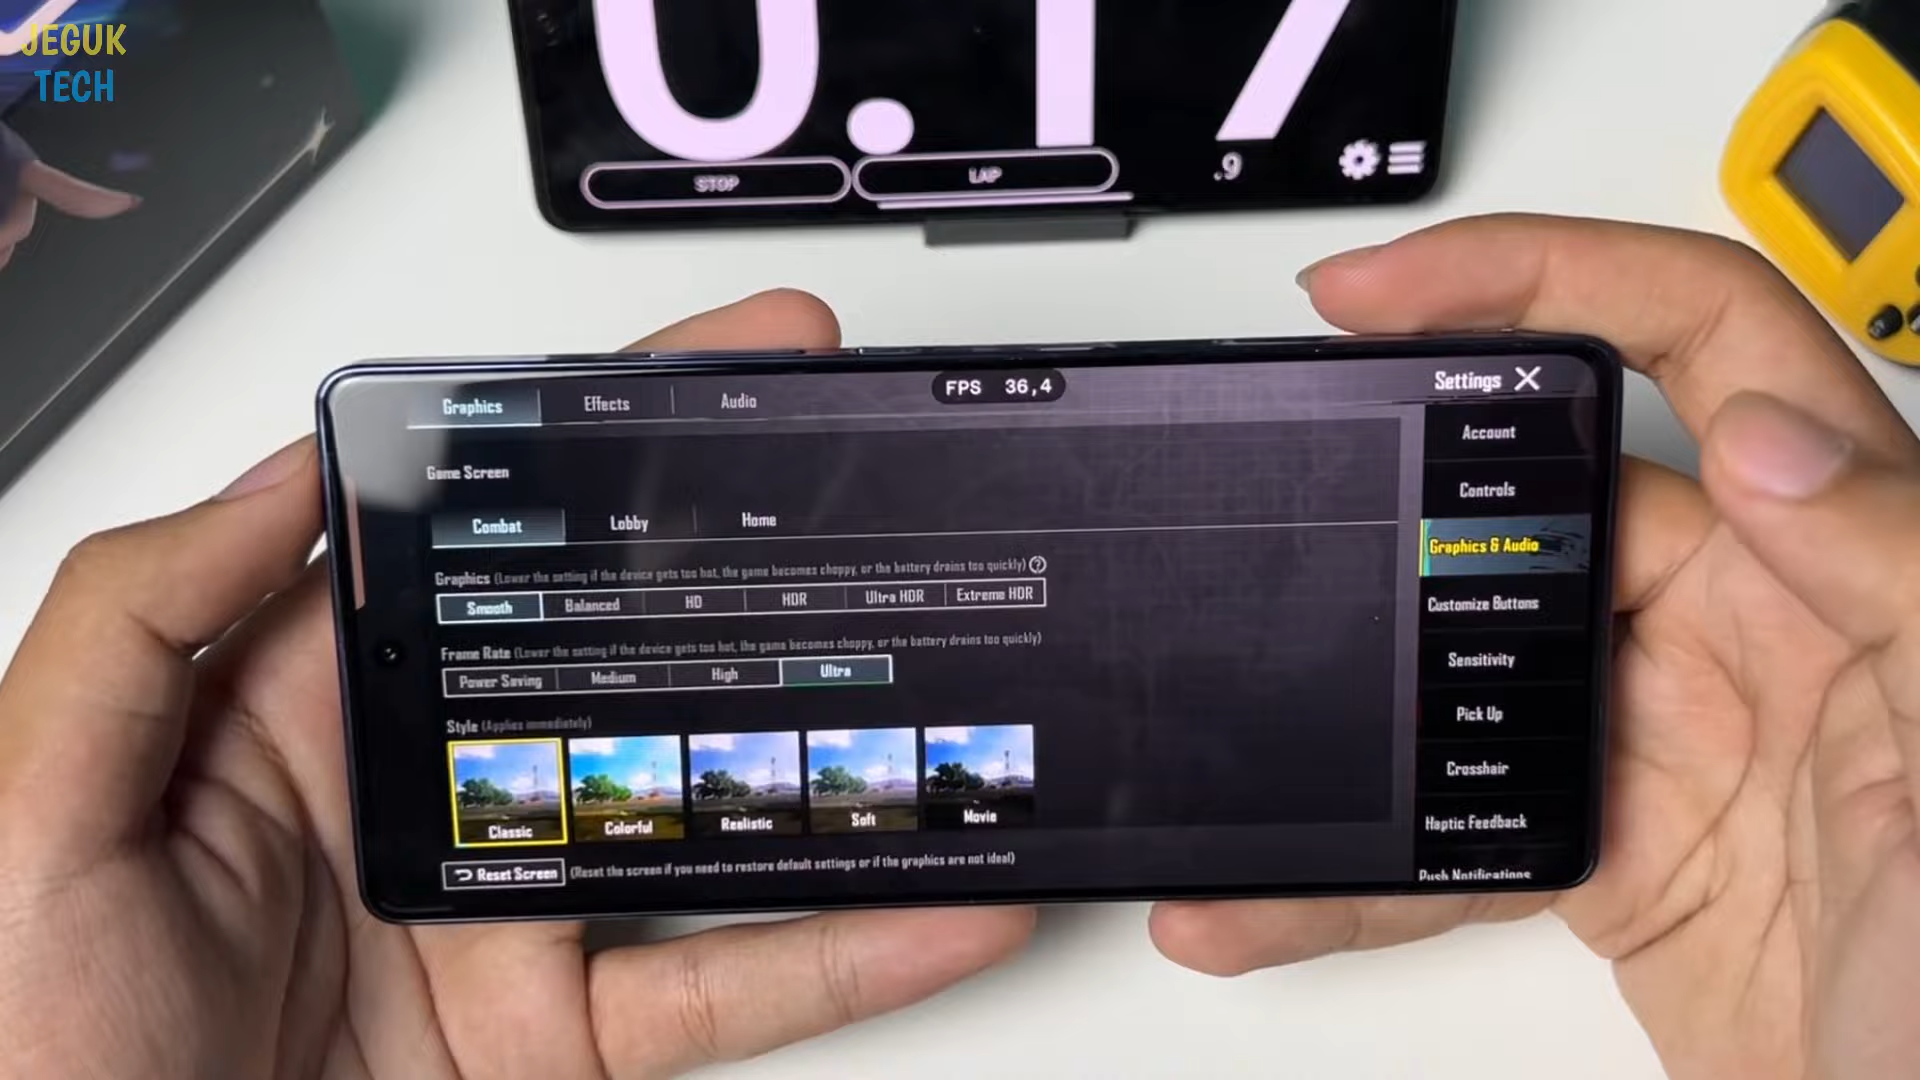 JEGUK
TECH
0.17
.9
STOP
LAP
FPS 36,4
Settings
Graphics
Effects
Audio
Game Screen
Combat
Lobby
Home
Graphics (Lower the setting if the device gets too hot, the game becomes choppy, or the battery drains too quickly) ?
Smooth
Balanced
HD
HDR
Ultra HDR
Extreme HDR
Frame Rate (Lower the setting if the device gets too hot, the game becomes choppy, or the battery drains too quickly)
Power Saving
Medium
High
Ultra
Style (Applies immediately)
Classic
Colorful
Realistic
Soft
Movie
Reset Screen (Reset the screen if you need to restore default settings or if the graphics are not ideal)
Account
Controls
Graphics & Audio
Customize Buttons
Sensitivity
Pick Up
Crosshair
Haptic Feedback
Push Notifications